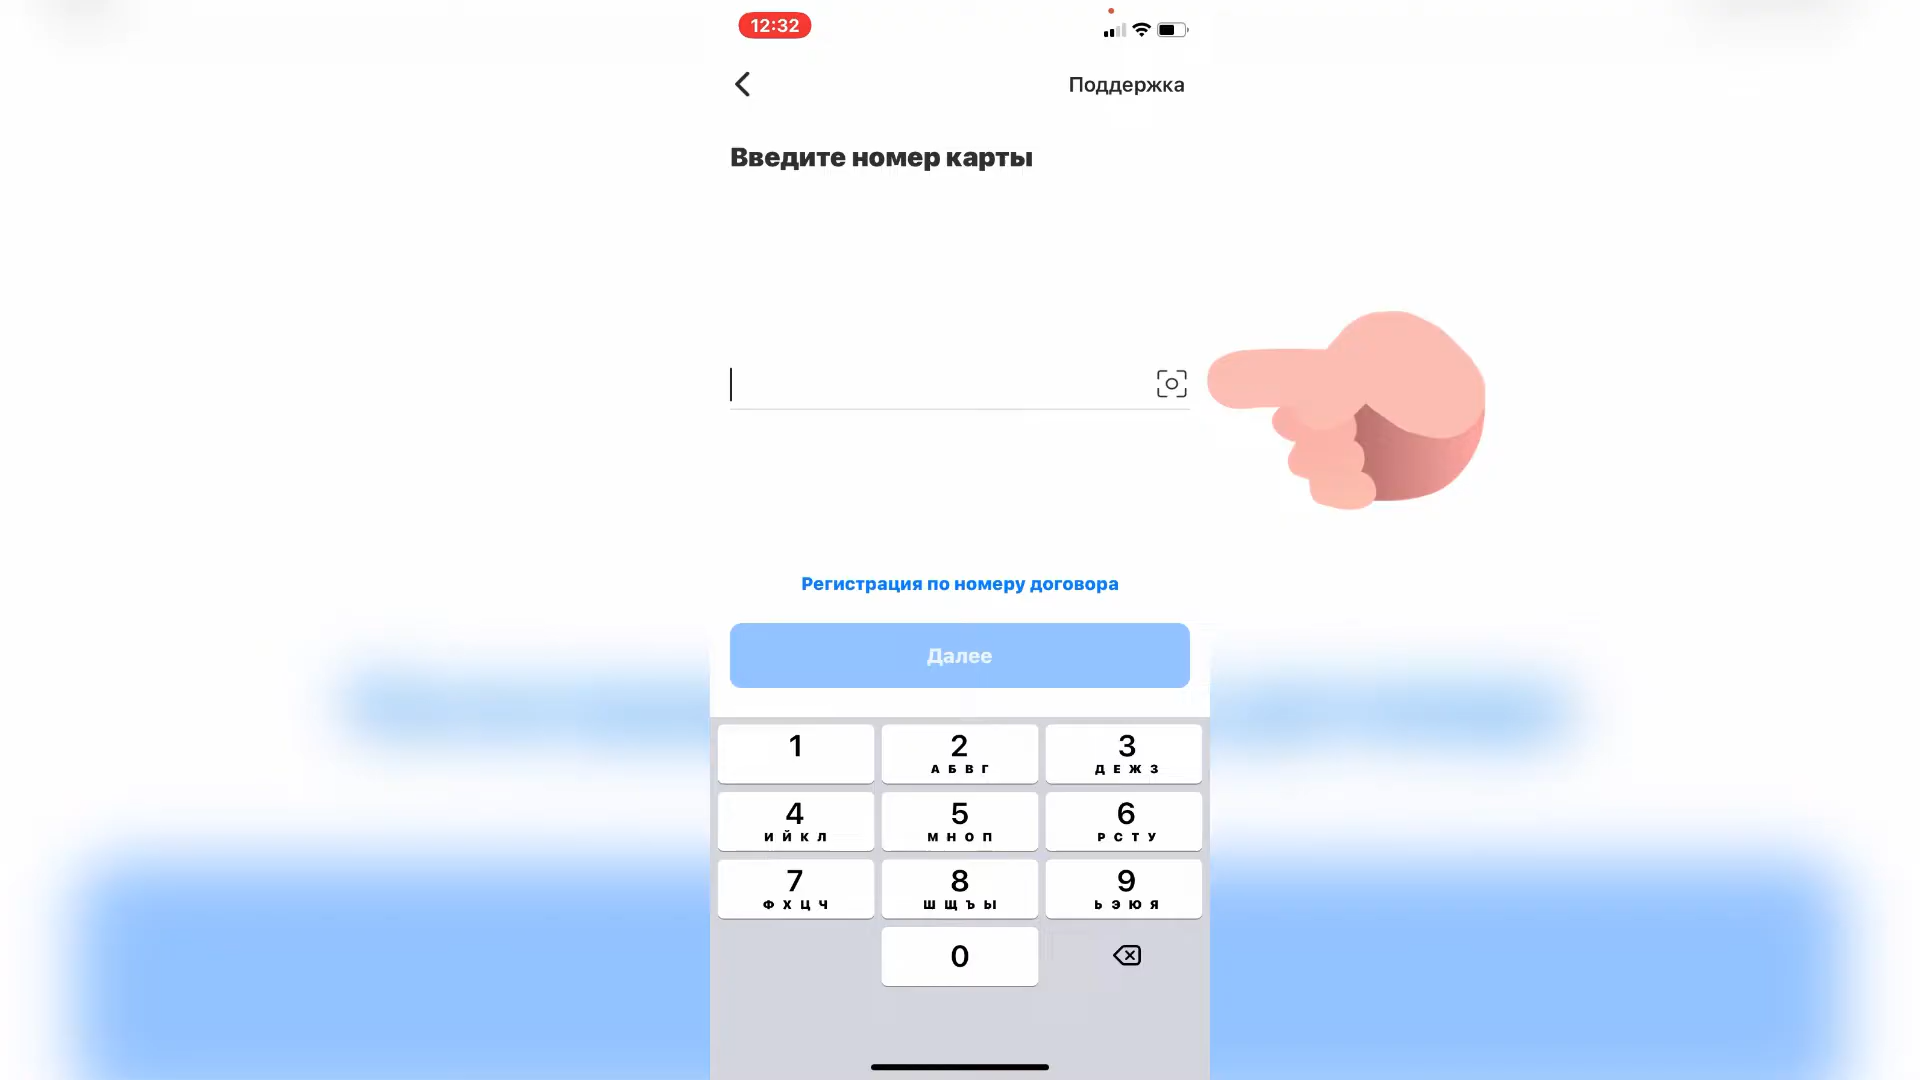 12:32
Поддержка
Введите номер карты
Регистрация по номеру договора
Далее
1 2 3
А Б В Г Д Е Ж З
4 5 6
И Й К Л М Н О П Р С Т У
7 8 9
Ф Х Ц Ч Ш Щ Ъ Ы Ь Э Ю Я
0